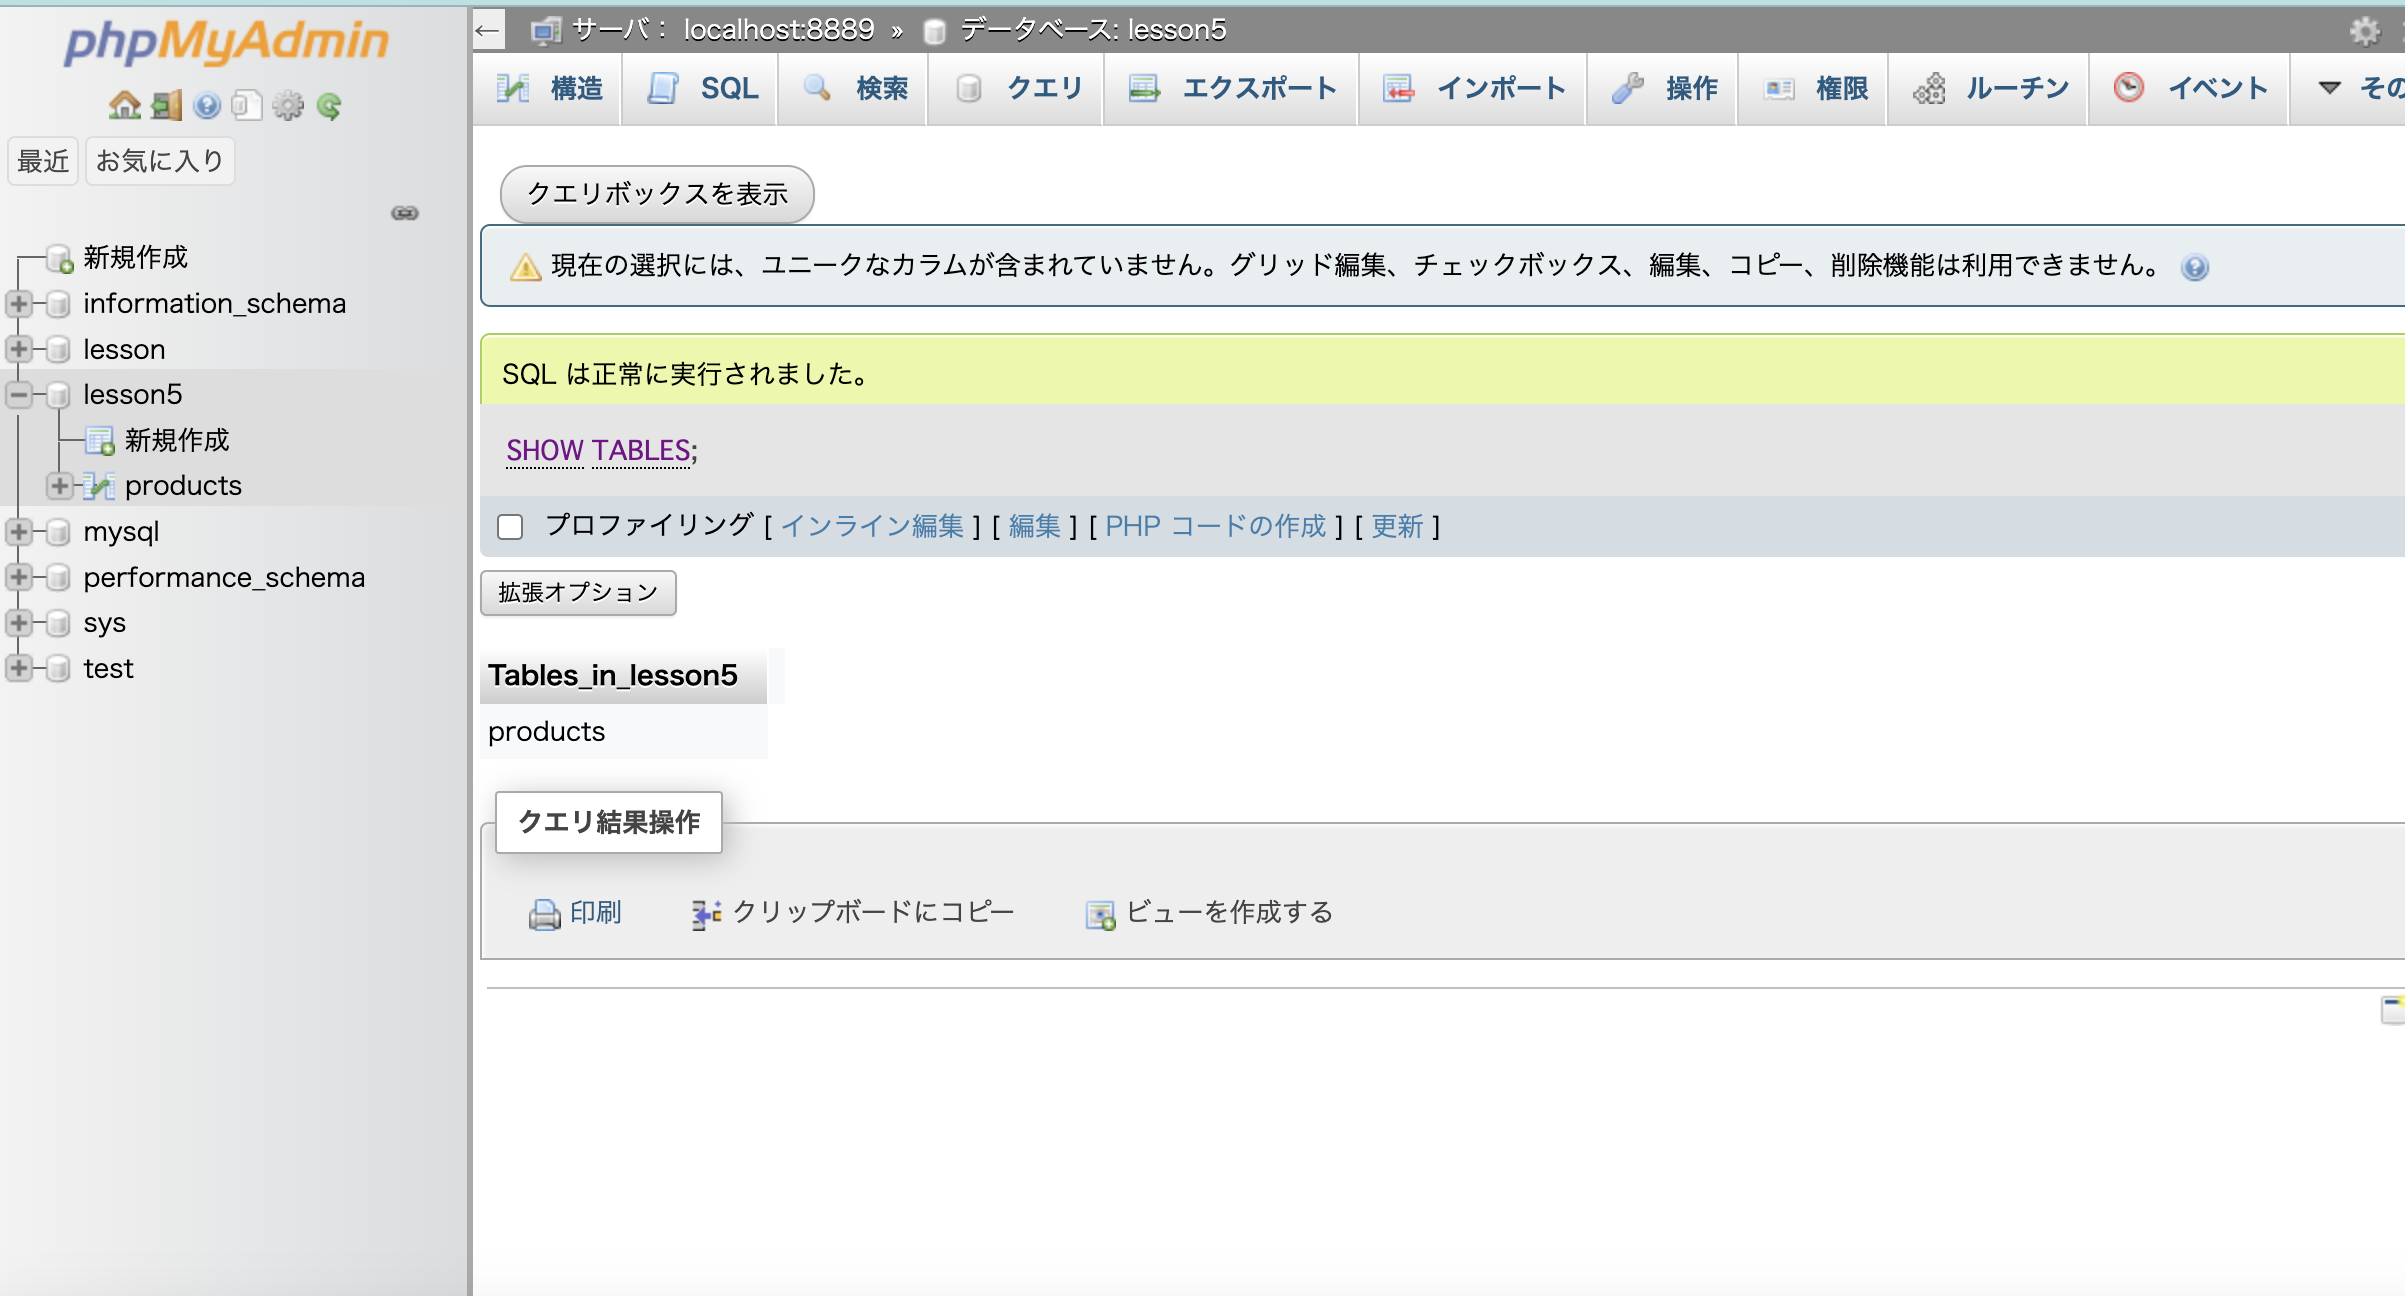 phpMyAdmin
最近 お気に入り
新規作成
information_schema
lesson
lesson5
新規作成
products
mysql
performance_schema
sys
test
← サーバ： localhost:8889 » データベース: lesson5
構造 SQL 検索 クエリ エクスポート インポート 操作 権限 ルーチン イベント その
クエリボックスを表示
現在の選択には、ユニークなカラムが含まれていません。グリッド編集、チェックボックス、編集、コピー、削除機能は利用できません。
SQL は正常に実行されました。
SHOW TABLES;
プロファイリング [ インライン編集 ] [ 編集 ] [ PHP コードの作成 ] [ 更新 ]
拡張オプション
Tables_in_lesson5
products
クエリ結果操作
印刷 クリップボードにコピー ビューを作成する